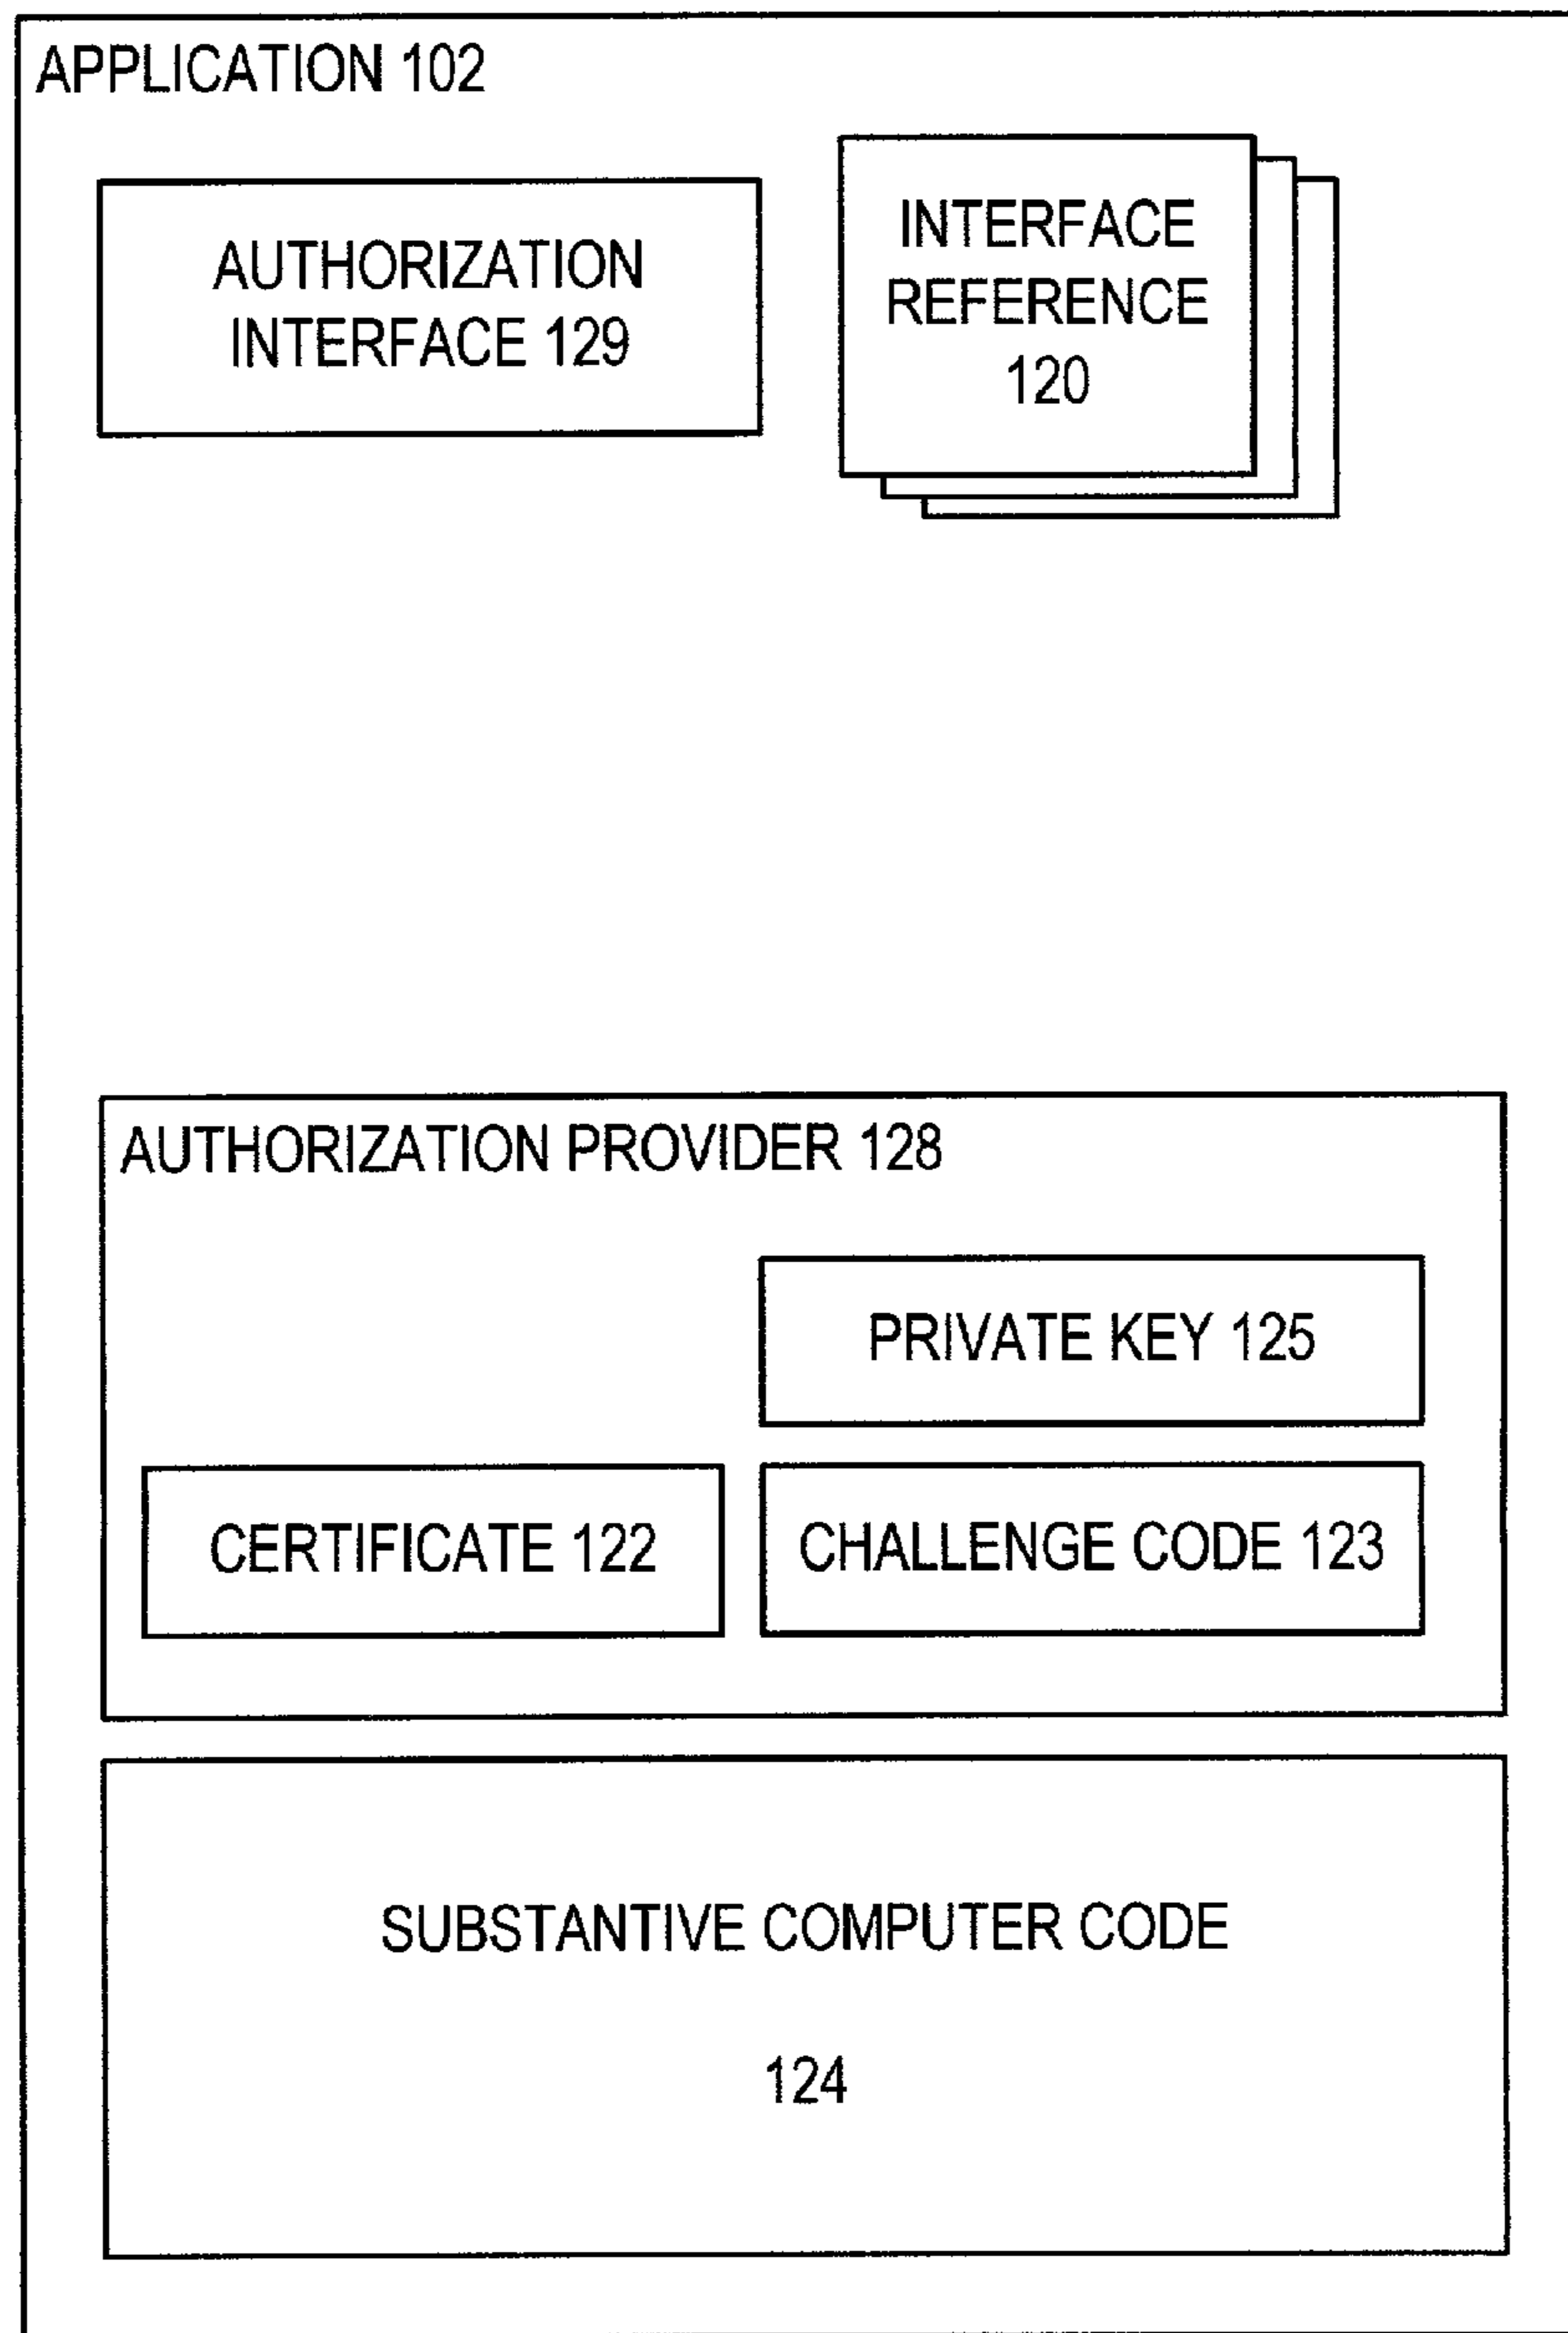 APPLICATION 102
AUTHORIZATION
INTERFACE 129
INTERFACE
REFERENCE
120
AUTHORIZATION PROVIDER 128
PRIVATE KEY 125
CERTIFICATE 122
CHALLENGE CODE 123
SUBSTANTIVE COMPUTER CODE
124